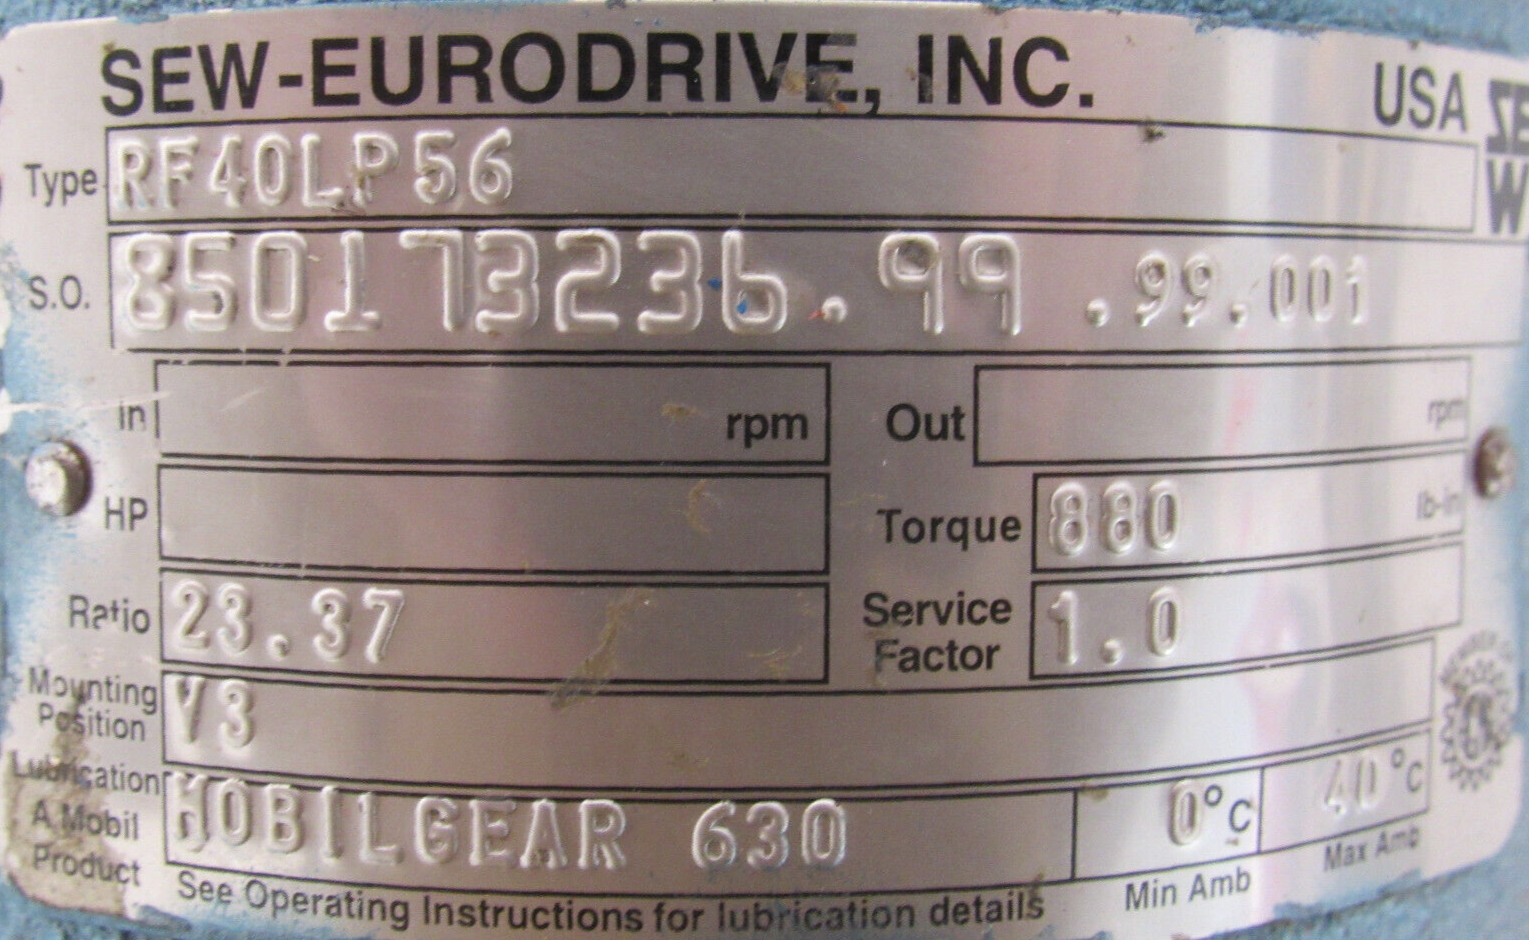 SEW-EURODRIVE, INC. USA SEW
Type RF40LP56
S.O. 850173236.99.99.001
In rpm Out rpm
HP Torque 880 lb-in
Ratio 23.37 Service Factor 1.0
Mounting Position V3
Lubrication A Mobil Product MOBILGEAR 630 0°C 40°C
Min Amb Max Amb
See Operating Instructions for lubrication details